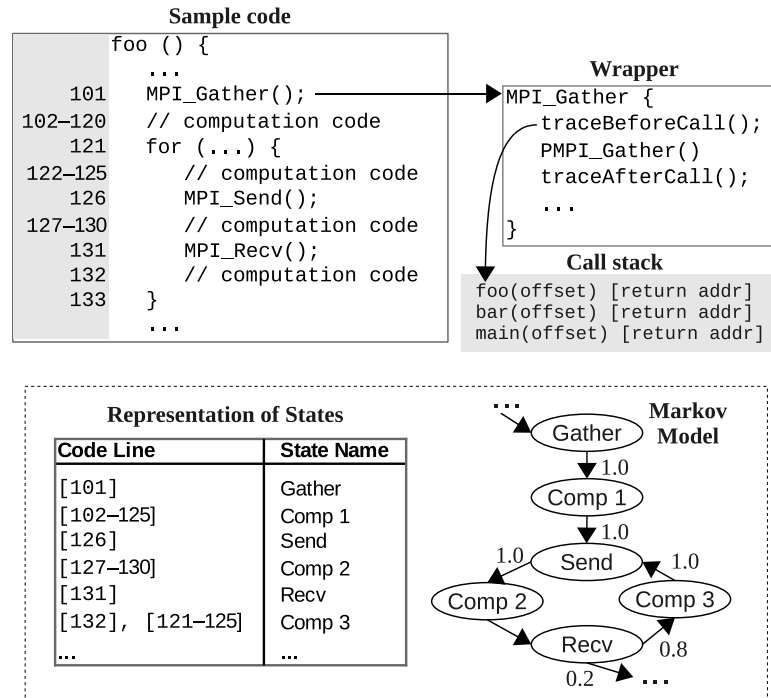 Sample code
foo () {
...
101 MPI_Gather();
102–120 // computation code
121 for (...) {
122–125 // computation code
126 MPI_Send();
127–130 // computation code
131 MPI_Recv();
132 // computation code
133 }
...
Wrapper
MPI_Gather {
traceBeforeCall();
PMPI_Gather()
traceAfterCall();
...
}
Call stack
foo(offset) [return addr]
bar(offset) [return addr]
main(offset) [return addr]
Representation of States
Code Line State Name
[101] Gather
[102–125] Comp 1
[126] Send
[127–130] Comp 2
[131] Recv
[132], [121–125] Comp 3
... ...
Markov
Model
...
Gather
1.0
Comp 1
1.0
Send
1.0 1.0
Comp 2 Comp 3
Recv
0.8
0.2 ...